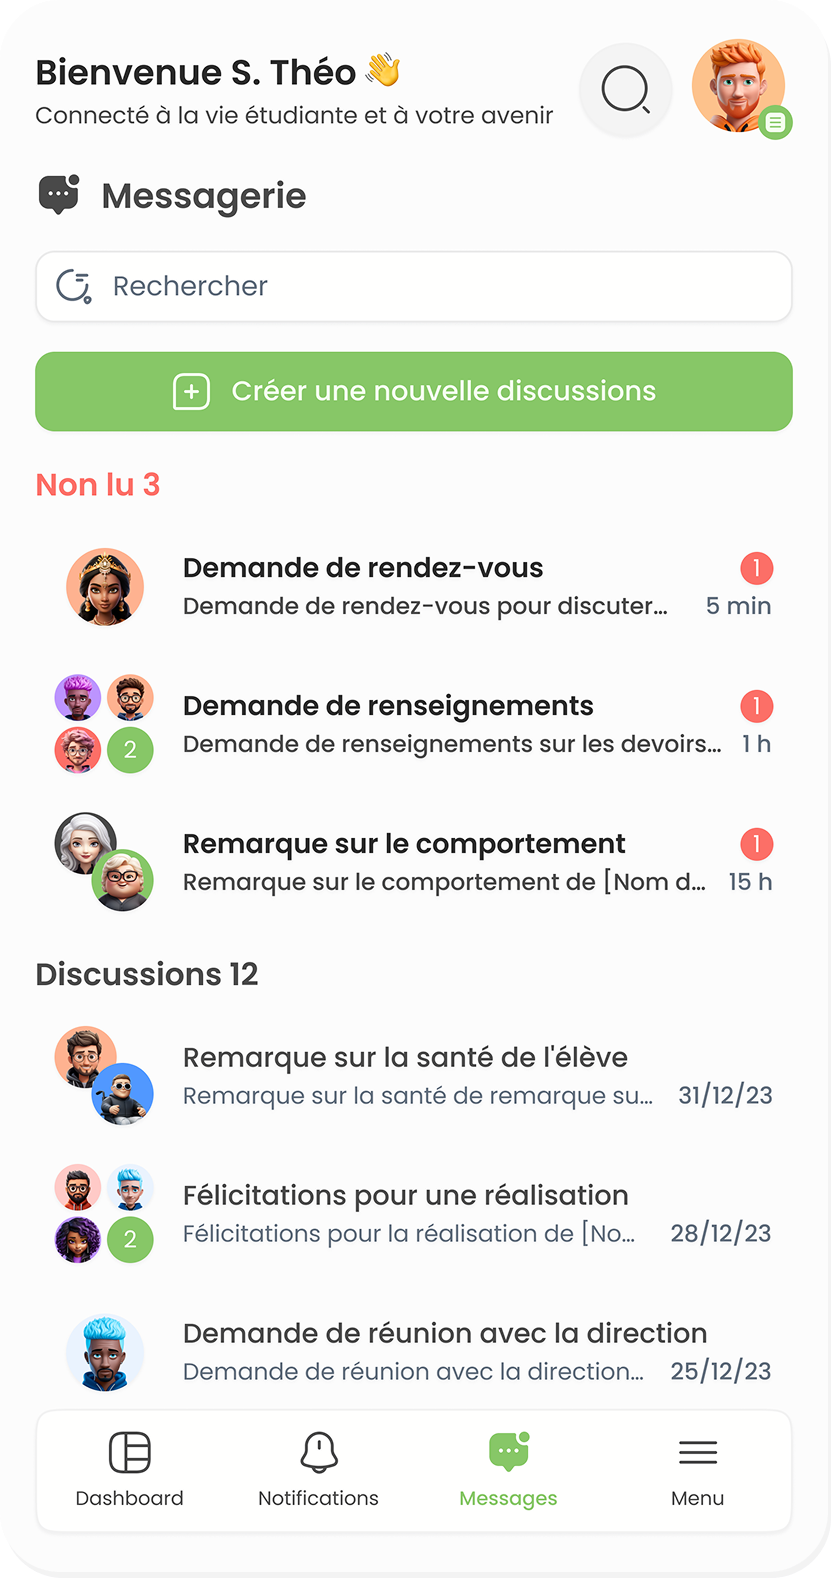 Bienvenue S. Théo 👋
Connecté à la vie étudiante et à votre avenir
Messagerie
Rechercher
Créer une nouvelle discussions
Non lu 3
Demande de rendez-vous 1
Demande de rendez-vous pour discuter... 5 min
Demande de renseignements 1
Demande de renseignements sur les devoirs... 1 h
2
Remarque sur le comportement 1
Remarque sur le comportement de [Nom d... 15 h
Discussions 12
Remarque sur la santé de l'élève
Remarque sur la santé de remarque su... 31/12/23
Félicitations pour une réalisation
Félicitations pour la réalisation de [No... 28/12/23
2
Demande de réunion avec la direction
Demande de réunion avec la direction... 25/12/23
Dashboard Notifications Messages Menu